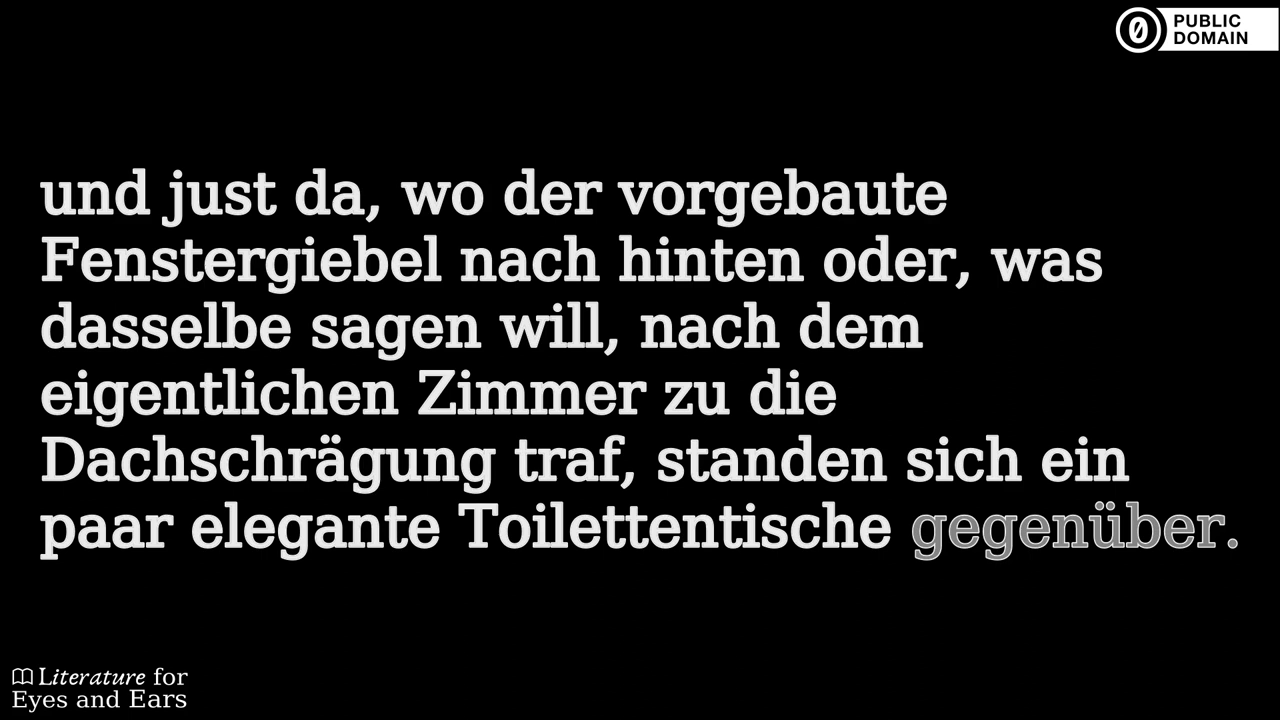 PUBLIC
DOMAIN
und just da, wo der vorgebaute
Fenstergiebel nach hinten oder, was
dasselbe sagen will, nach dem
eigentlichen Zimmer zu die
Dachschrägung traf, standen sich ein
paar elegante Toilettentische gegenüber.
Literature for
Eyes and Ears